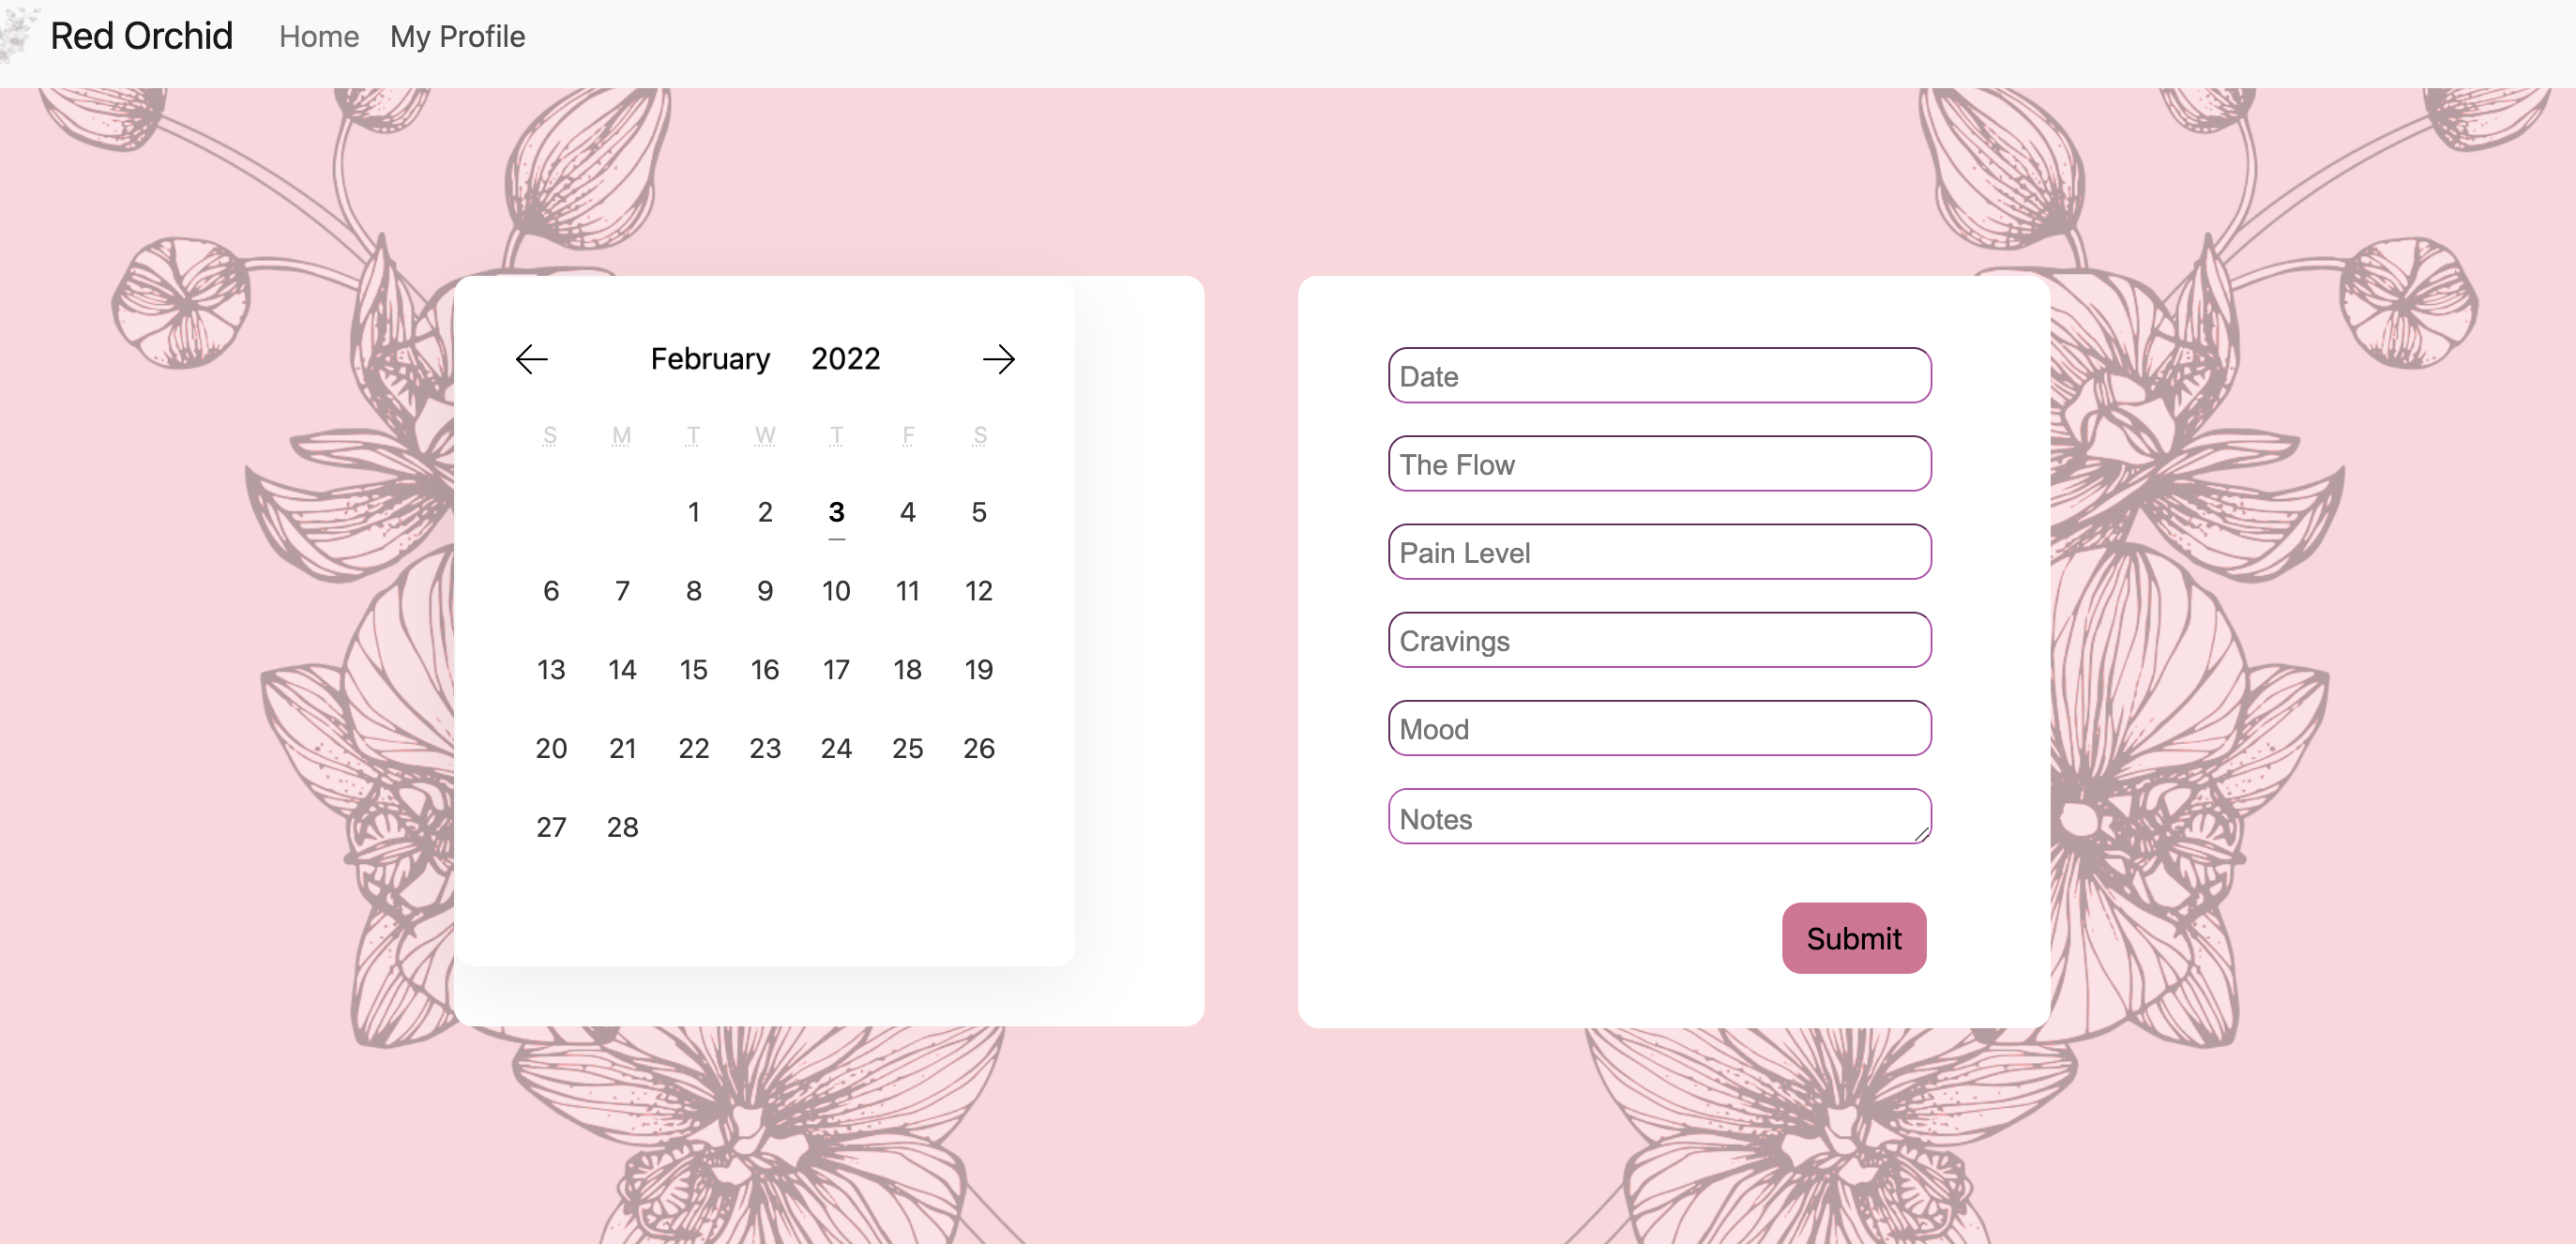 Red Orchid Home My Profile
February 2022
S M T W T F S
1 2 3 4 5
6 7 8 9 10 11 12
13 14 15 16 17 18 19
20 21 22 23 24 25 26
27 28
Date
The Flow
Pain Level
Cravings
Mood
Notes
Submit